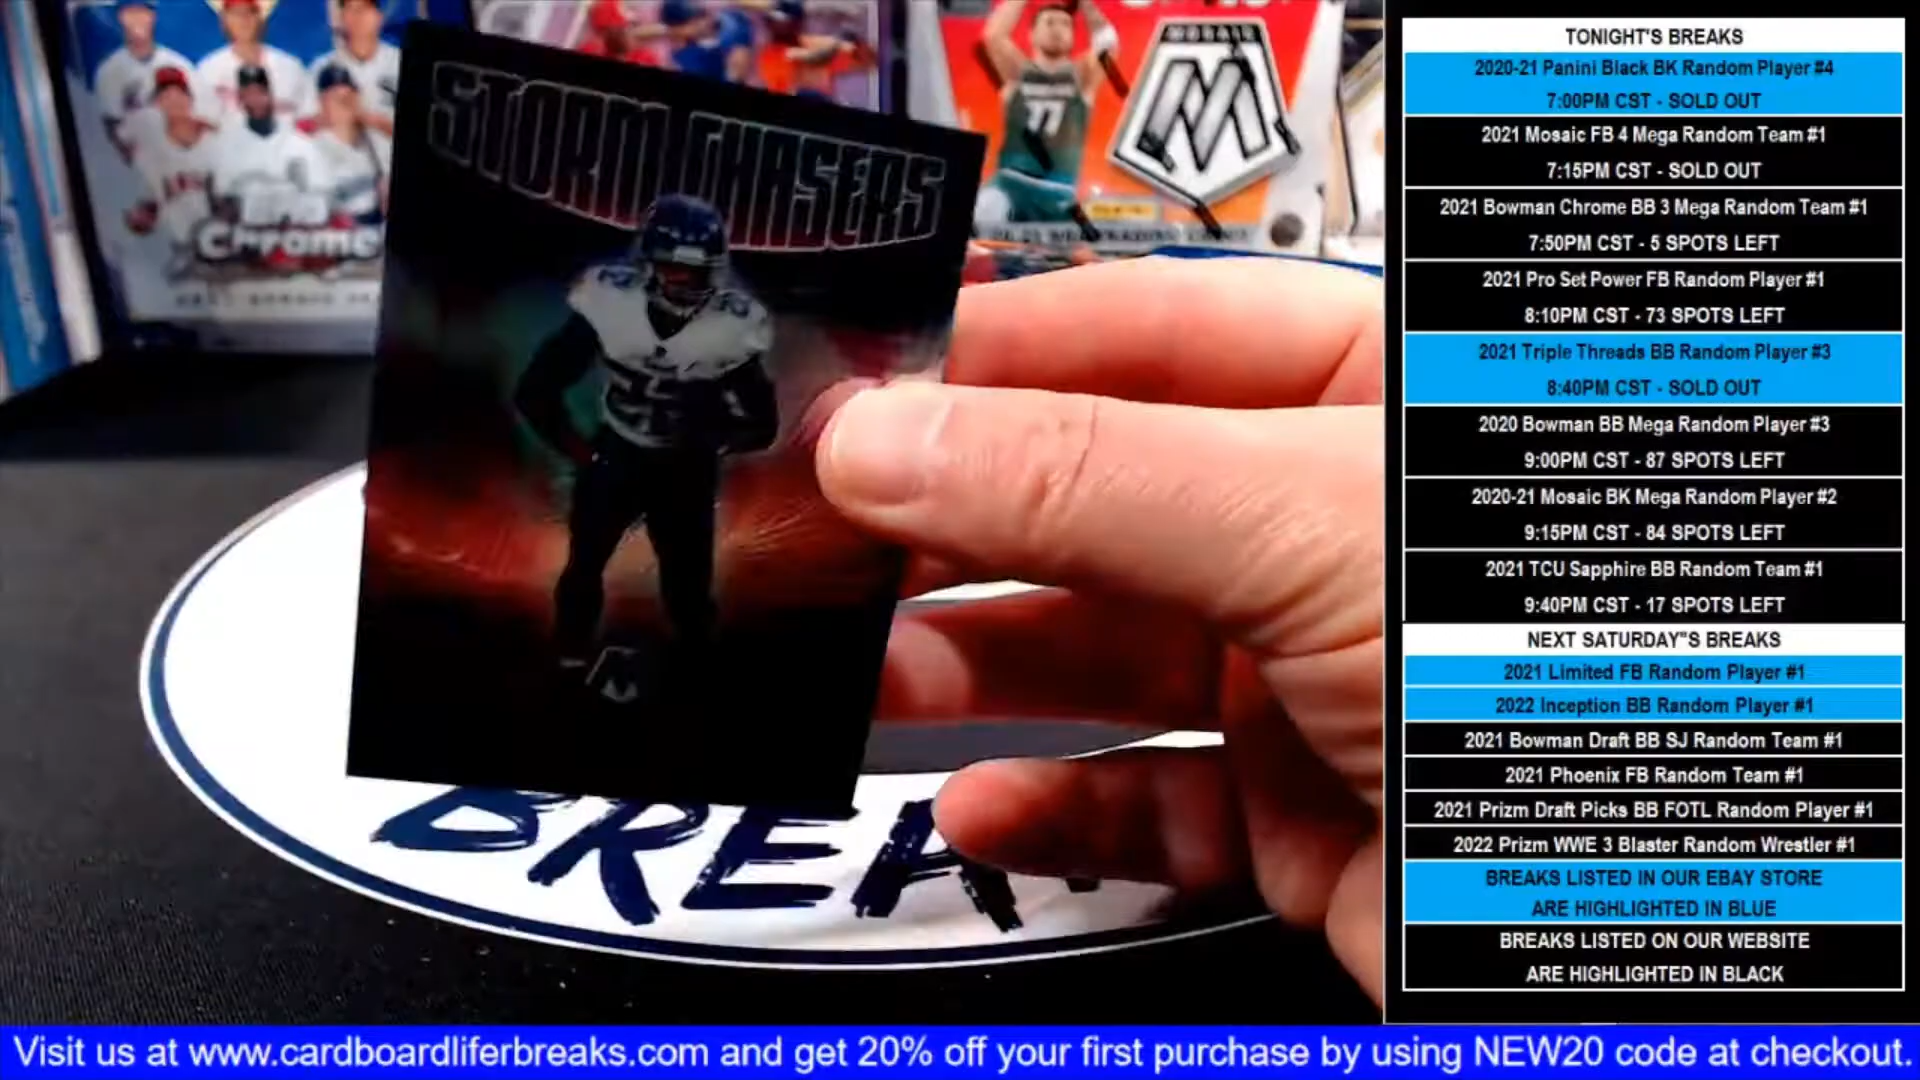 STORM CHASERS
Chrome
MOSAIC
77
BREA
TONIGHT'S BREAKS
2020-21 Panini Black BK Random Player #4
7:00PM CST - SOLD OUT
2021 Mosaic FB 4 Mega Random Team #1
7:15PM CST - SOLD OUT
2021 Bowman Chrome BB 3 Mega Random Team #1
7:50PM CST - 5 SPOTS LEFT
2021 Pro Set Power FB Random Player #1
8:10PM CST - 73 SPOTS LEFT
2021 Triple Threads BB Random Player #3
8:40PM CST - SOLD OUT
2020 Bowman BB Mega Random Player #3
9:00PM CST - 87 SPOTS LEFT
2020-21 Mosaic BK Mega Random Player #2
9:15PM CST - 84 SPOTS LEFT
2021 TCU Sapphire BB Random Team #1
9:40PM CST - 17 SPOTS LEFT
NEXT SATURDAY"S BREAKS
2021 Limited FB Random Player #1
2022 Inception BB Random Player #1
2021 Bowman Draft BB SJ Random Team #1
2021 Phoenix FB Random Team #1
2021 Prizm Draft Picks BB FOTL Random Player #1
2022 Prizm WWE 3 Blaster Random Wrestler #1
BREAKS LISTED IN OUR EBAY STORE
ARE HIGHLIGHTED IN BLUE
BREAKS LISTED ON OUR WEBSITE
ARE HIGHLIGHTED IN BLACK
Visit us at www.cardboardliferbreaks.com and get 20% off your first purchase by using NEW20 code at checkout.